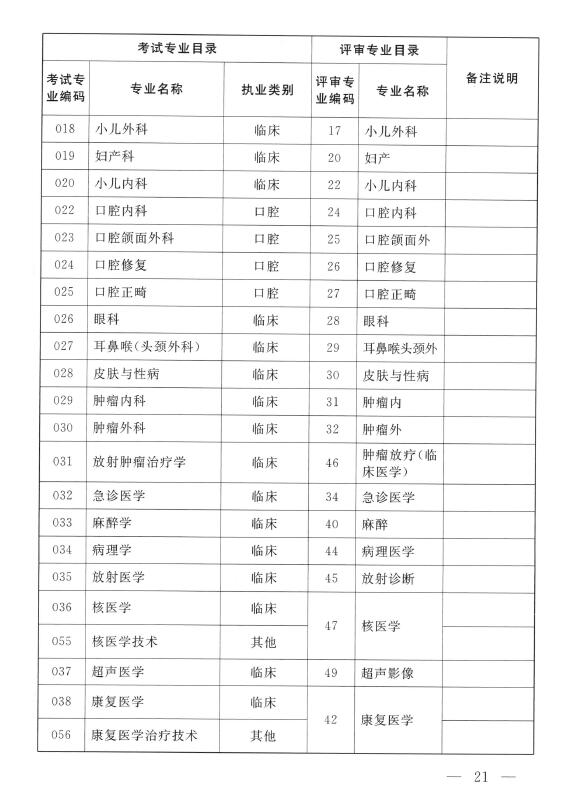 考试专业目录 评审专业目录 备注说明
考试专业编码 专业名称 执业类别 评审专业编码 专业名称
018 小儿外科 临床 17 小儿外科
019 妇产科 临床 20 妇产
020 小儿内科 临床 22 小儿内科
022 口腔内科 口腔 24 口腔内科
023 口腔颌面外科 口腔 25 口腔颌面外
024 口腔修复 口腔 26 口腔修复
025 口腔正畸 口腔 27 口腔正畸
026 眼科 临床 28 眼科
027 耳鼻喉(头颈外科) 临床 29 耳鼻喉头颈外
028 皮肤与性病 临床 30 皮肤与性病
029 肿瘤内科 临床 31 肿瘤内
030 肿瘤外科 临床 32 肿瘤外
031 放射肿瘤治疗学 临床 46 肿瘤放疗(临床医学)
032 急诊医学 临床 34 急诊医学
033 麻醉学 临床 40 麻醉
034 病理学 临床 44 病理医学
035 放射医学 临床 45 放射诊断
036 核医学 临床 47 核医学
055 核医学技术 其他
037 超声医学 临床 49 超声影像
038 康复医学 临床 42 康复医学
056 康复医学治疗技术 其他
— 21 —